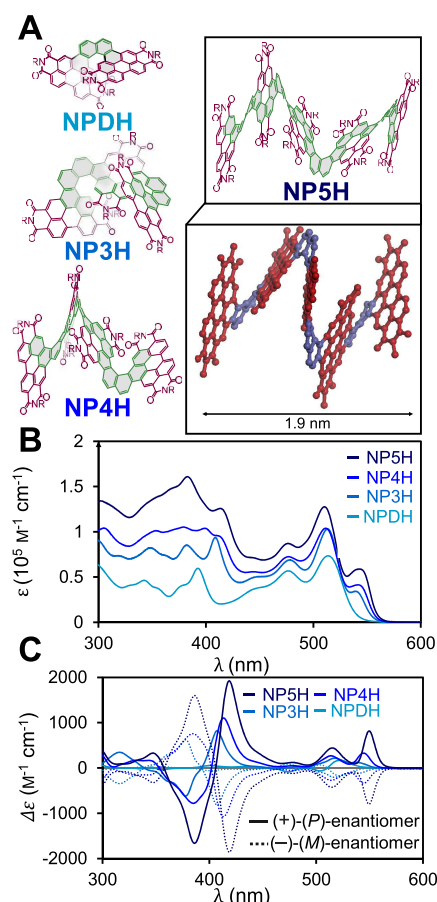 A
NPDH
NP3H
NP4H
NP5H
1.9 nm
B
ε (10⁵ M⁻¹ cm⁻¹)
2
1.5
1
0.5
0
NP5H
NP4H
NP3H
NPDH
300 400 500 600
λ (nm)
C
Δε (M⁻¹ cm⁻¹)
2000
1000
0
-1000
-2000
NP5H NP4H
NP3H NPDH
(+)-(P)-enantiomer
(−)-(M)-enantiomer
300 400 500 600
λ (nm)